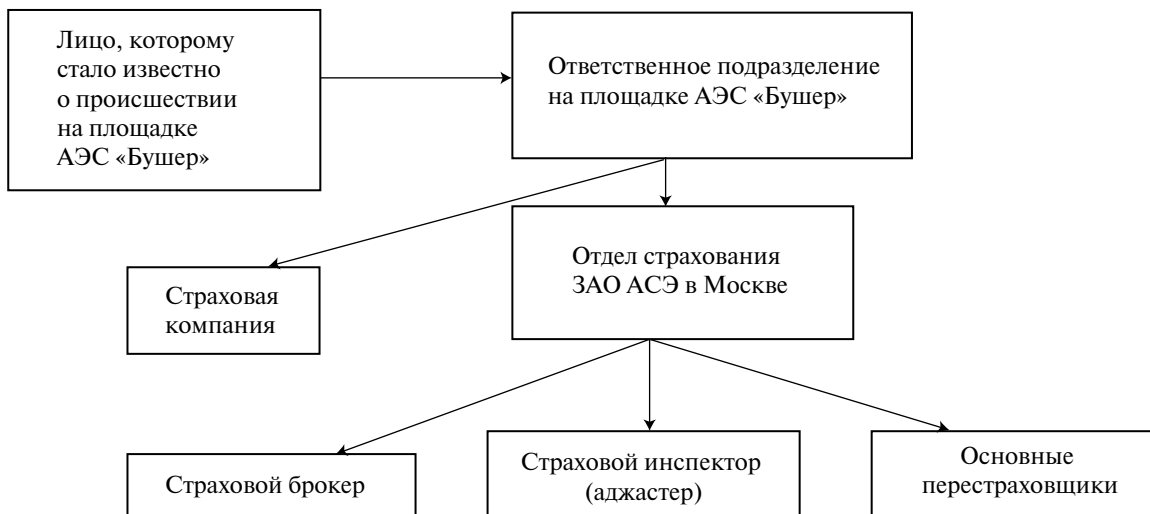 Лицо, которому
стало известно
о происшествии
на площадке
АЭС «Бушер»
Ответственное подразделение
на площадке АЭС «Бушер»
Отдел страхования
ЗАО АСЭ в Москве
Страховая
компания
Страховой брокер
Страховой инспектор
(аджастер)
Основные
перестраховщики